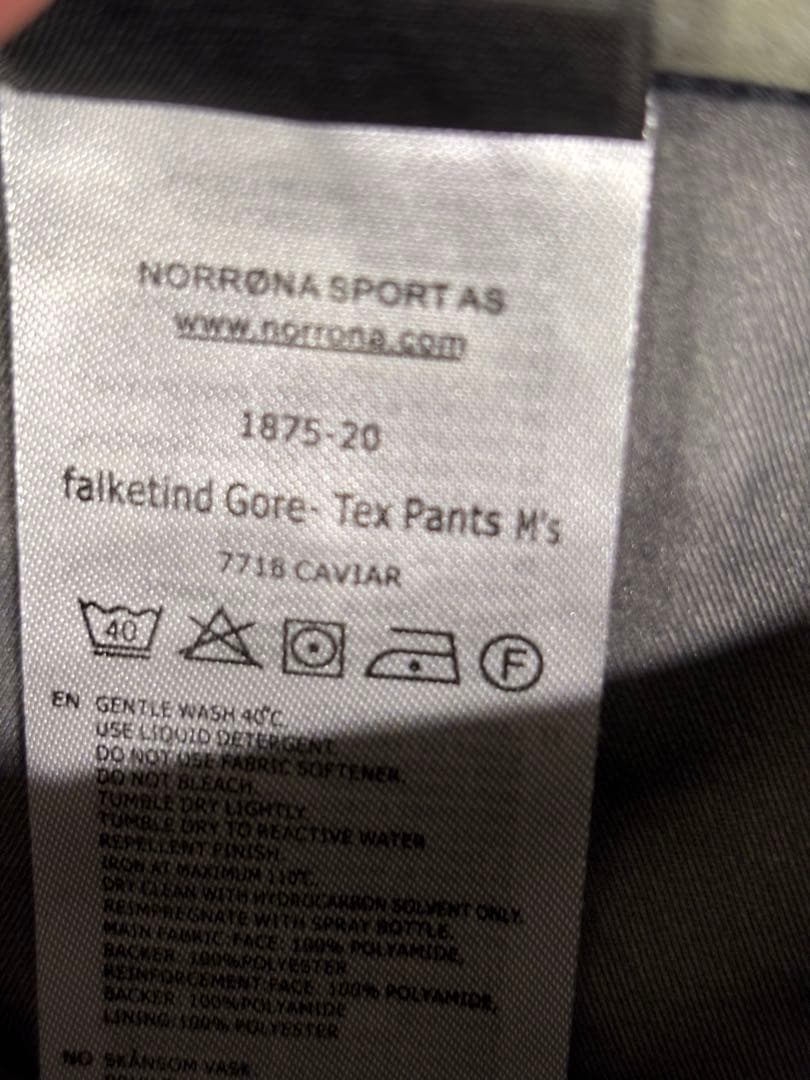 NORRØNA SPORT AS
www.norrona.com
1875-20
falketind Gore- Tex Pants M's
7718 CAVIAR
40
F
EN GENTLE WASH 40°C.
USE LIQUID DETERGENT.
DO NOT USE FABRIC SOFTENER.
DO NOT BLEACH.
TUMBLE DRY LIGHTLY.
TUMBLE DRY TO REACTIVE WATER
REPELLENT FINISH.
IRON AT MAXIMUM 110°C.
DRY CLEAN WITH HYDROCARBON SOLVENT ONLY.
REIMPREGNATE WITH SPRAY BOTTLE.
MAIN FABRIC: FACE: 100% POLYAMIDE,
BACKER: 100%POLYESTER
REINFORCEMENT:FACE: 100% POLYAMIDE,
BACKER: 100%POLYAMIDE
LINING:100% POLYESTER
NO SKÅNSOM VASK.